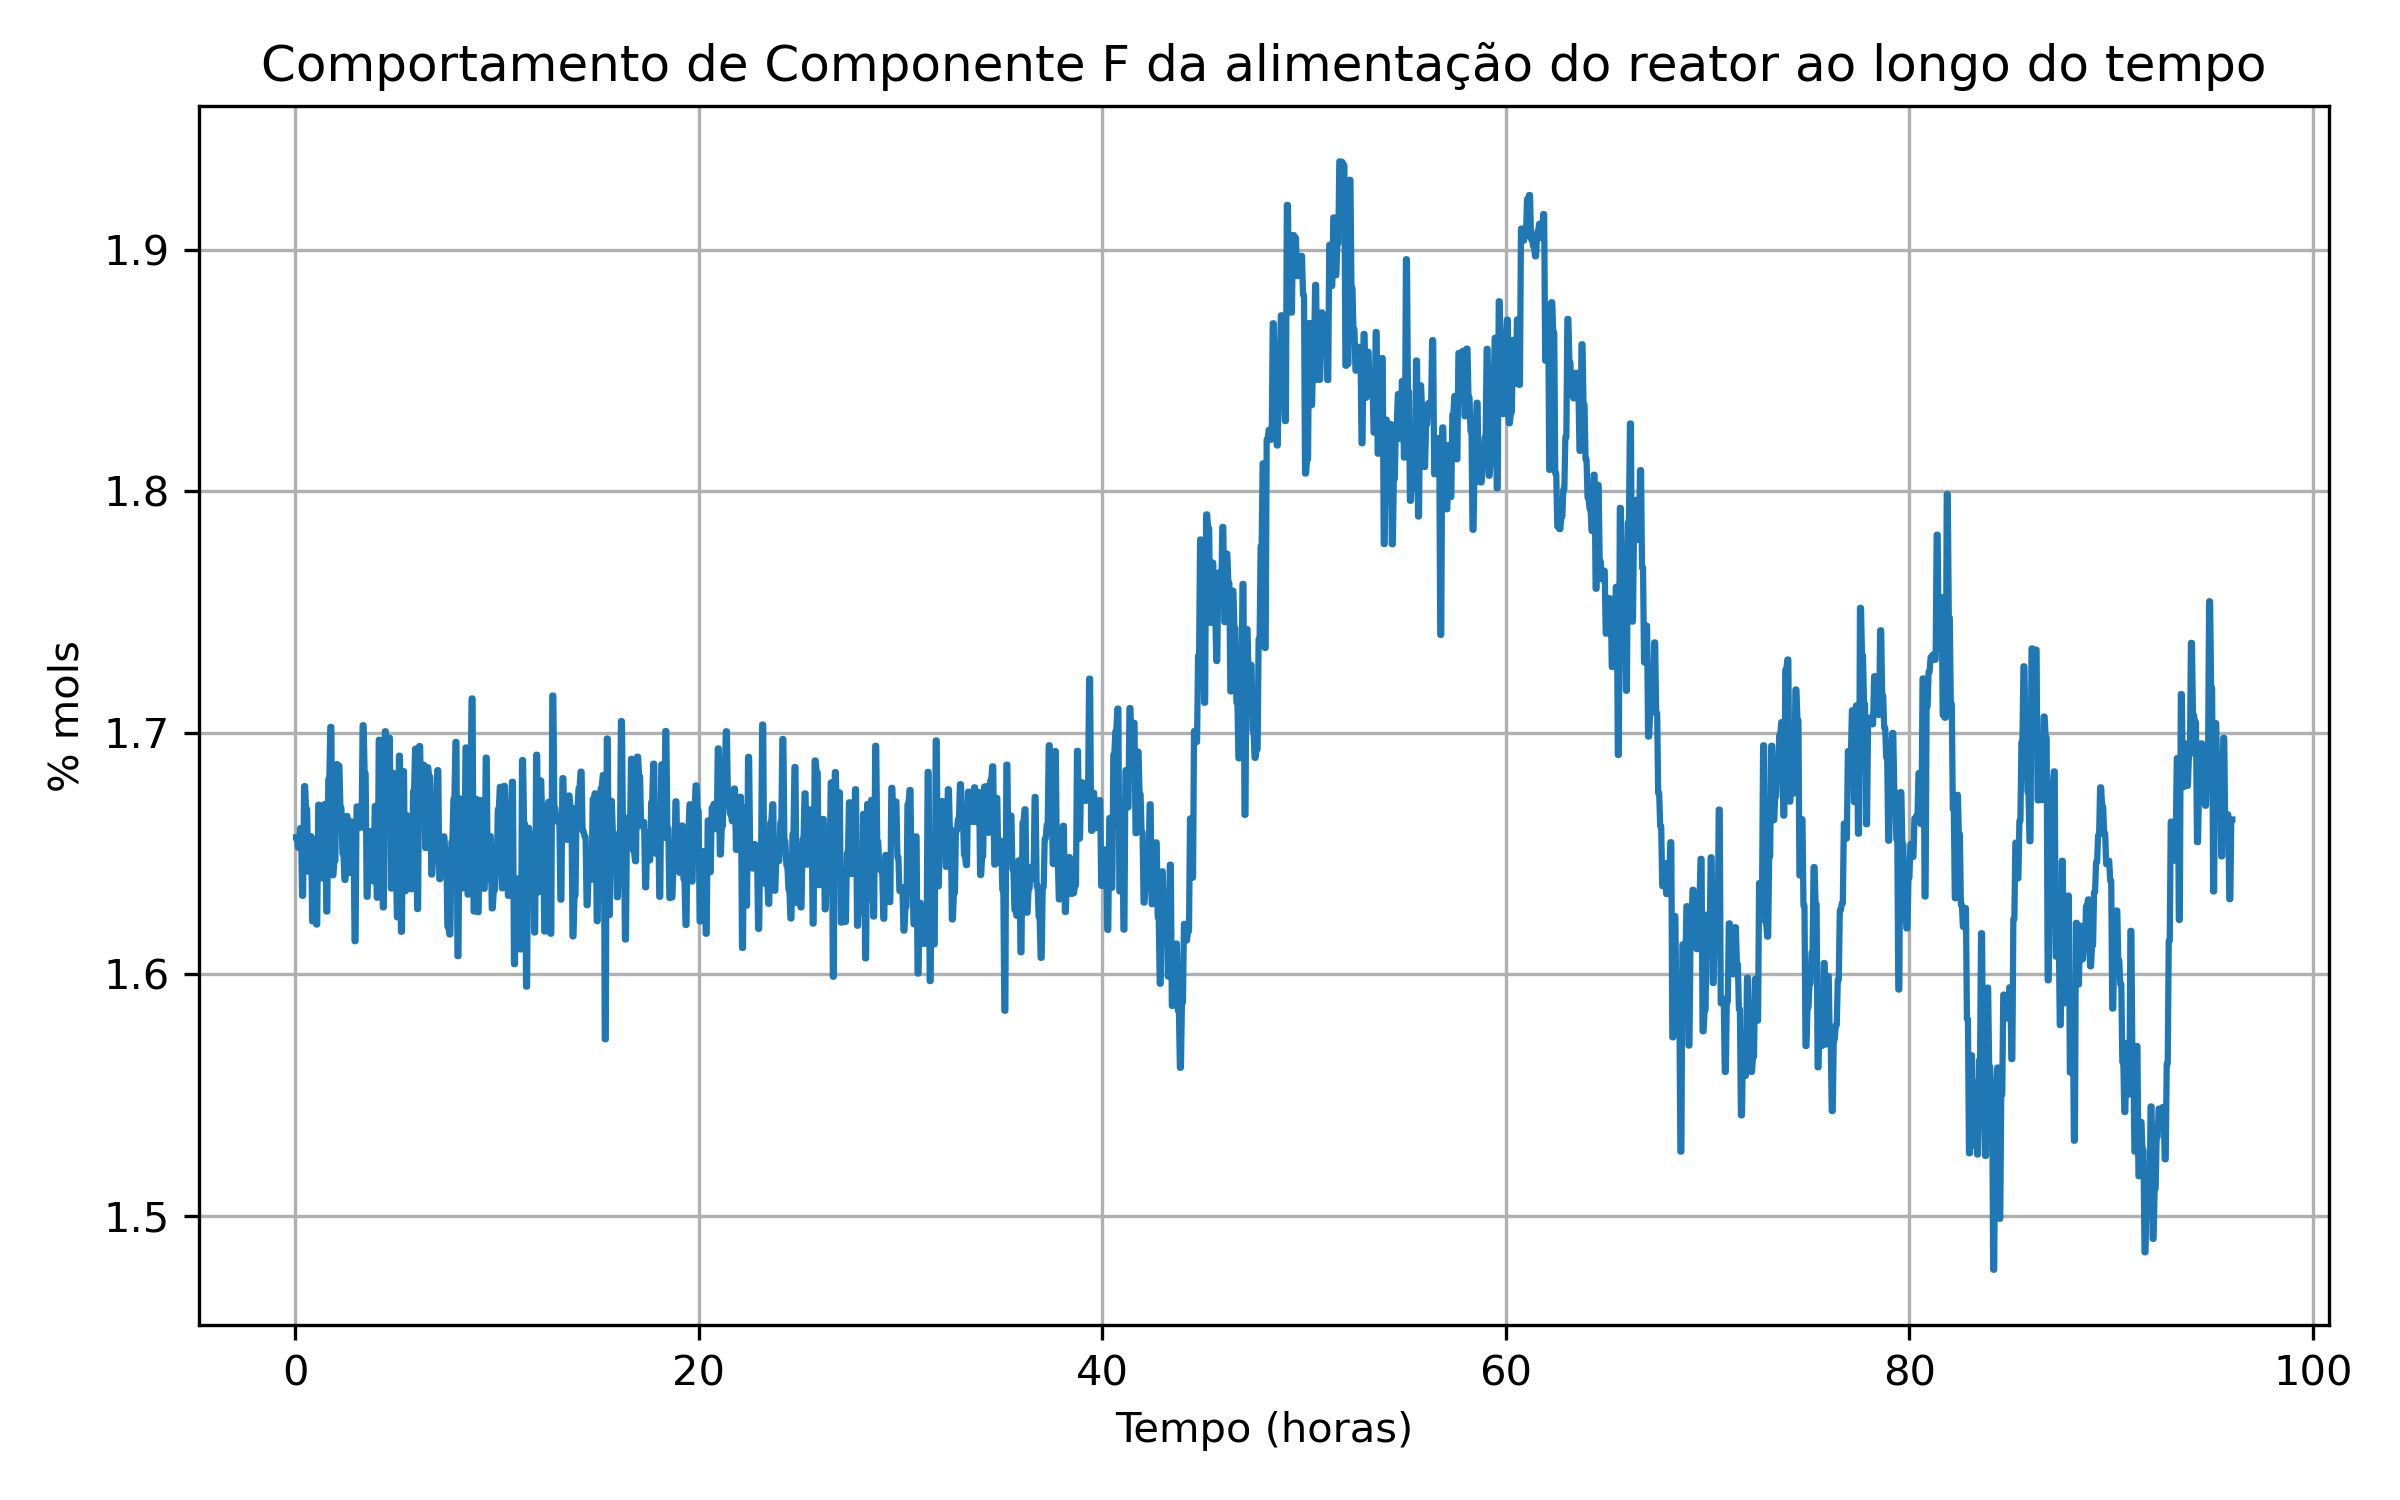 Comportamento de Componente F da alimentação do reator ao longo do tempo
% mols
1.9
1.8
1.7
1.6
1.5
0 20 40 60 80 100
Tempo (horas)